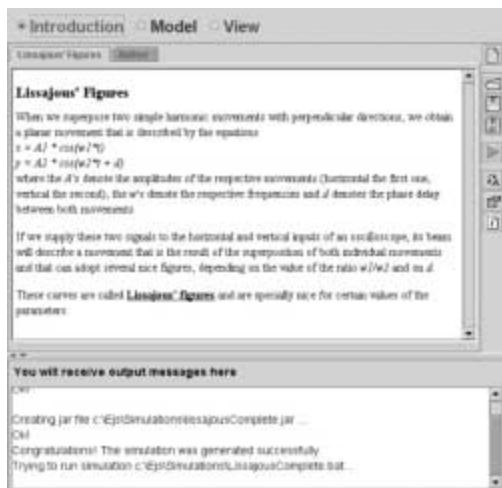 Introduction Model View
Lissajous' Figures Author
Lissajous' Figures
When we superpose two simple harmonic movements with perpendicular directions, we obtain
a planar movement that is described by the equations
x = A1 * cos(w1*t)
y = A2 * cos(w2*t + d)
where the A's denote the amplitudes of the respective movements (horizontal the first one,
vertical the second), the w's denote the respective frequencies and d denotes the phase delay
between both movements.
If we supply these two signals to the horizontal and vertical inputs of an oscilloscope, its beam
will describe a movement that is the result of the superposition of both individual movements
and that can adopt several nice figures, depending on the value of the ratio w1/w2 and on d.
These curves are called Lissajous' figures and are specially nice for certain values of the
parameters.
You will receive output messages here
Ok!
Creating jar file c:\Ejs\Simulations\lissajousComplete.jar ...
Ok!
Congratulations! The simulation was generated successfully
Trying to run simulation c:\Ejs\Simulations\LissajousComplete.bat...